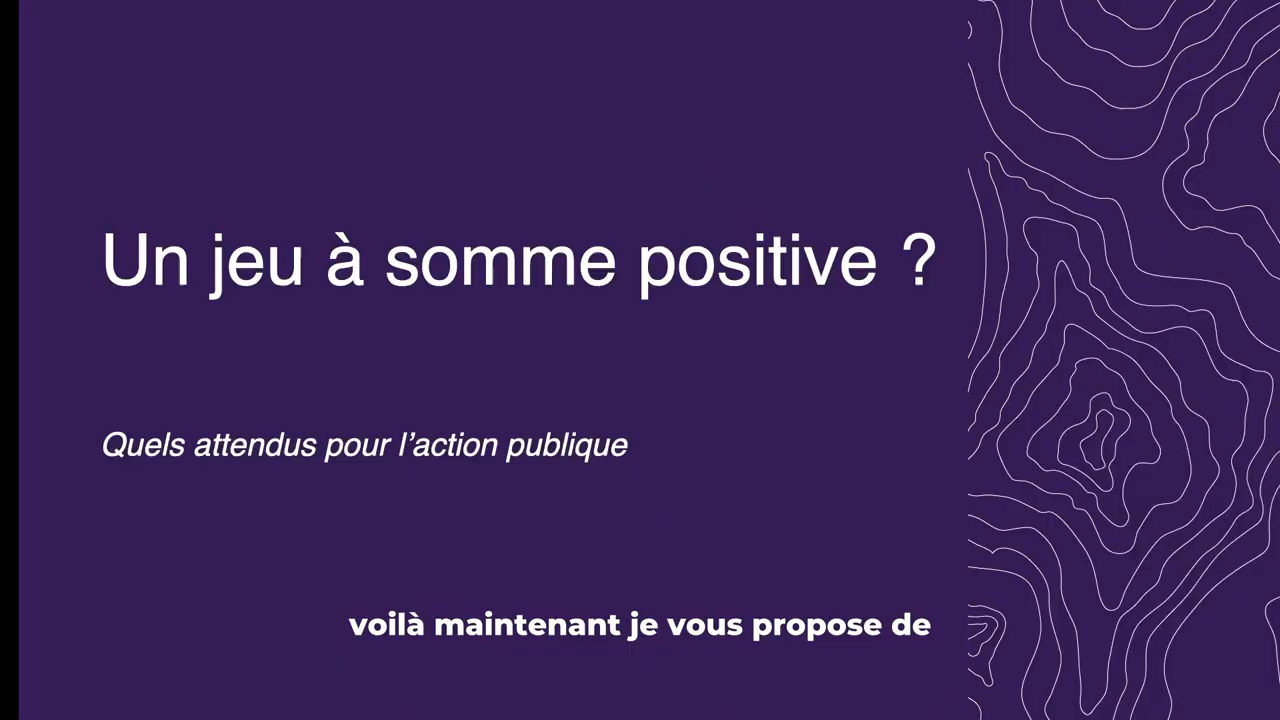 Un jeu à somme positive ?
Quels attendus pour l’action publique
voilà maintenant je vous propose de